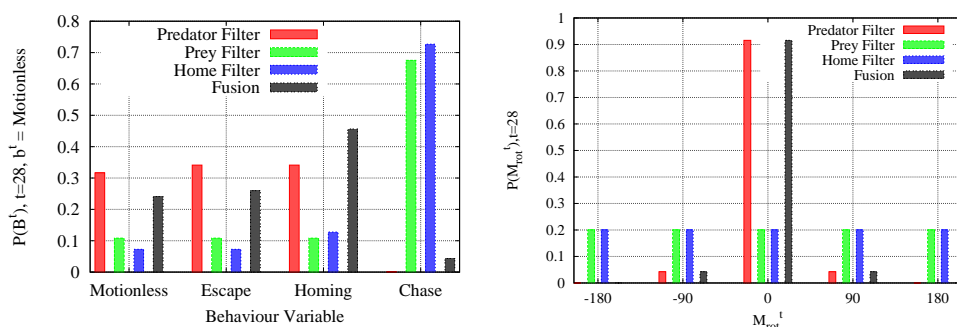 P(B^t), t=28, b^t = Motionless
0.8
0.7
0.6
0.5
0.4
0.3
0.2
0.1
0
Predator Filter
Prey Filter
Home Filter
Fusion
Motionless Escape Homing Chase
Behaviour Variable
P(M_rot^t),t=28
1
0.9
0.8
0.7
0.6
0.5
0.4
0.3
0.2
0.1
0
Predator Filter
Prey Filter
Home Filter
Fusion
-180 -90 0 90 180
M_rot^t